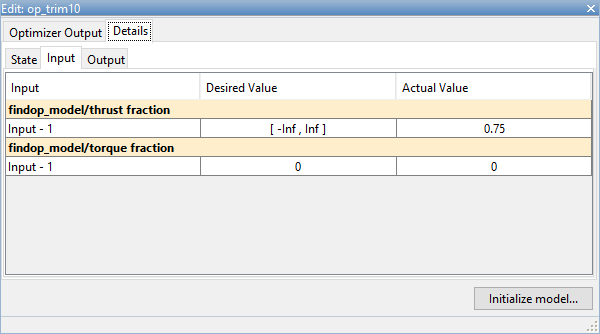 Edit: op_trim10
Optimizer Output Details
State Input Output
Input Desired Value Actual Value
findop_model/thrust fraction
Input - 1 [ -Inf , Inf ] 0.75
findop_model/torque fraction
Input - 1 0 0
Initialize model...